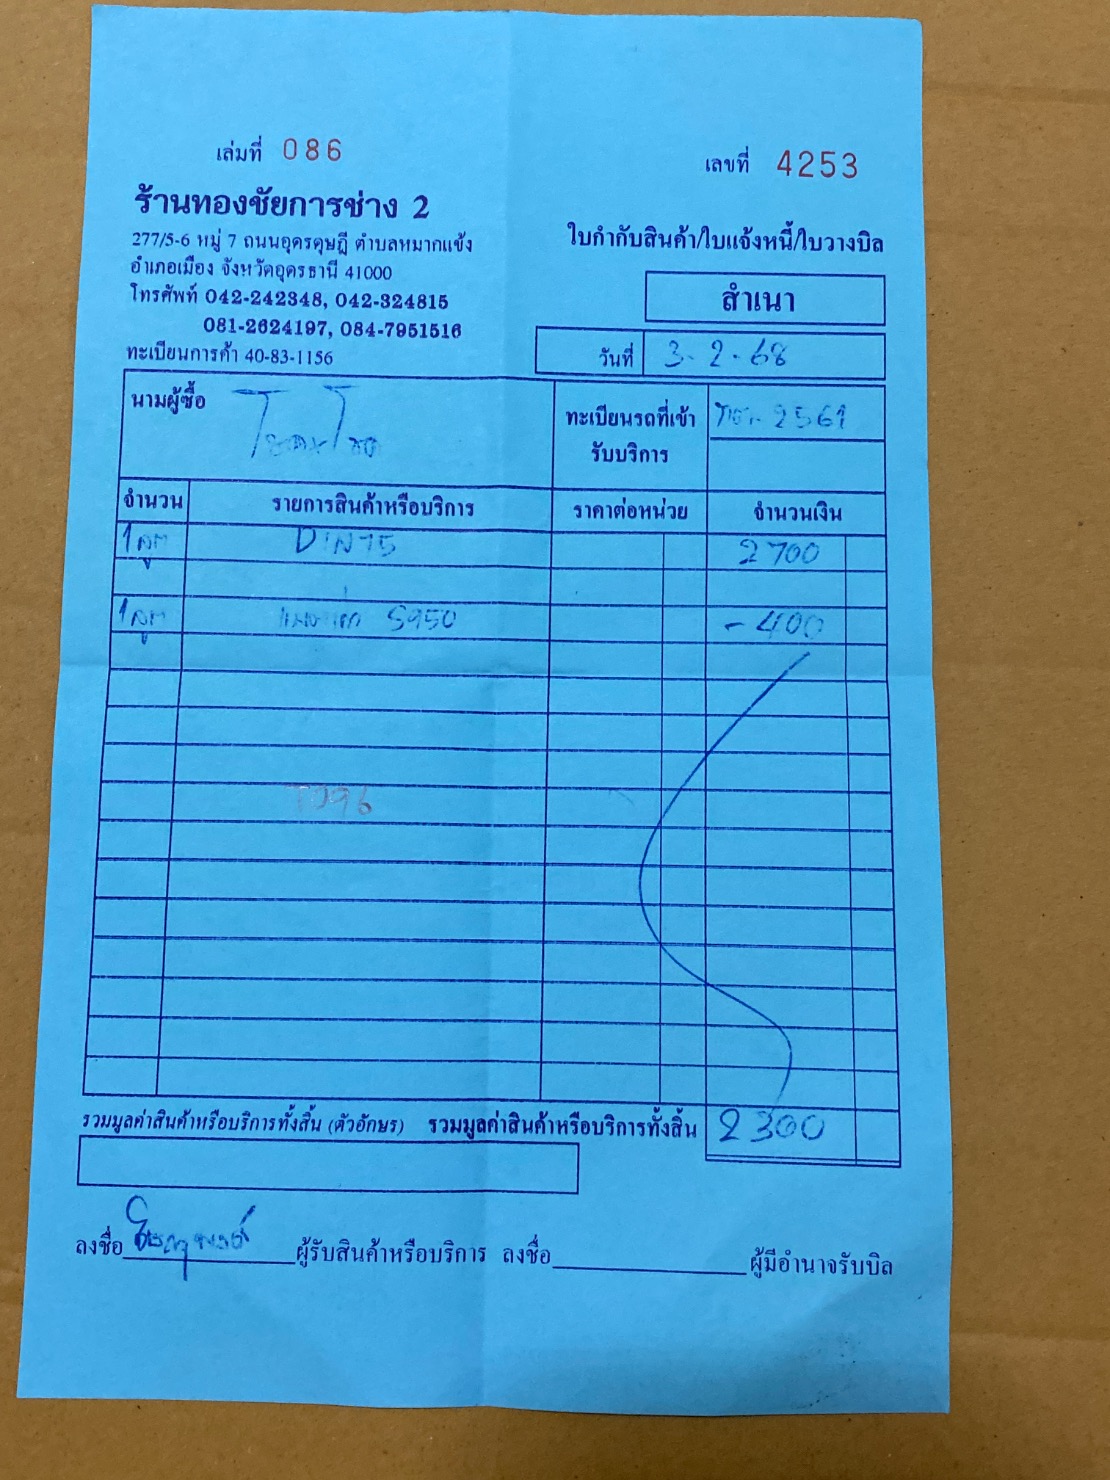 เล่มที่ 086
เลขที่ 4253
ร้านทองชัยการช่าง 2
277/5-6 หมู่ 7 ถนนอุดรดุษฎี ตำบลหมากแข้ง
อำเภอเมือง จังหวัดอุดรธานี 41000
โทรศัพท์ 042-242348, 042-324815
081-2624197, 084-7951516
ทะเบียนการค้า 40-83-1156
ใบกำกับสินค้า/ใบแจ้งหนี้/ใบวางบิล
สำเนา
วันที่ 3-2-68
นามผู้ซื้อ
ทะเบียนรถที่เข้ารับบริการ 2561
จำนวน รายการสินค้าหรือบริการ ราคาต่อหน่วย จำนวนเงิน
1 ลูก DIN75 2700
1 ลูก S950 -400
T096
รวมมูลค่าสินค้าหรือบริการทั้งสิ้น (ตัวอักษร) รวมมูลค่าสินค้าหรือบริการทั้งสิ้น 2300
ลงชื่อ ผู้รับสินค้าหรือบริการ ลงชื่อ ผู้มีอำนาจรับบิล